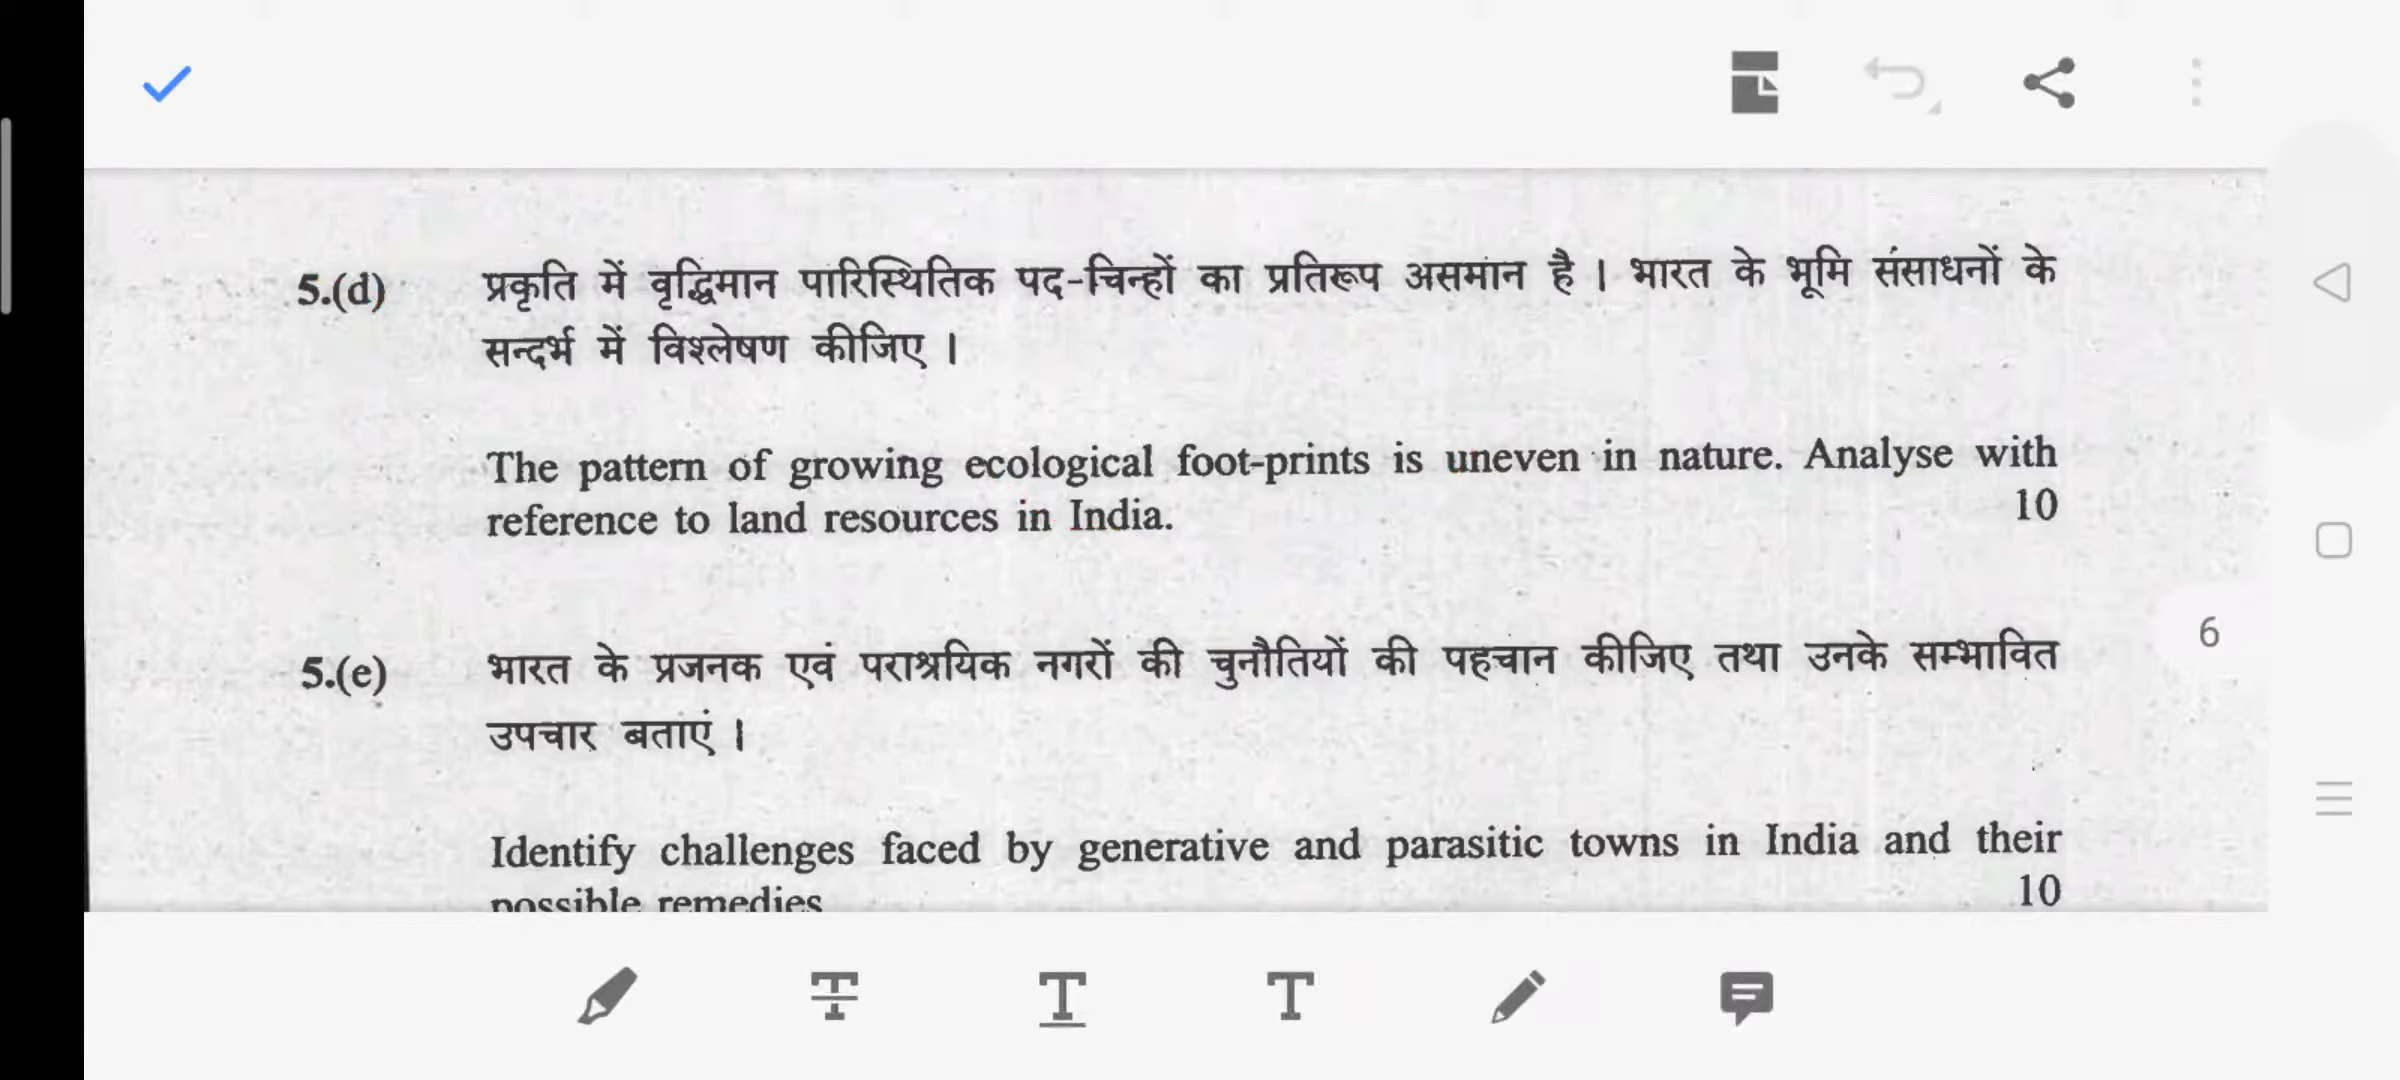 5.(d) प्रकृति में वृद्धिमान पारिस्थितिक पद-चिन्हों का प्रतिरूप असमान है । भारत के भूमि संसाधनों के
सन्दर्भ में विश्लेषण कीजिए ।
The pattern of growing ecological foot-prints is uneven in nature. Analyse with
reference to land resources in India. 10
5.(e) भारत के प्रजनक एवं पराश्रयिक नगरों की चुनौतियों की पहचान कीजिए तथा उनके सम्भावित
उपचार बताएं ।
6
Identify challenges faced by generative and parasitic towns in India and their
possible remedies 10
T T T